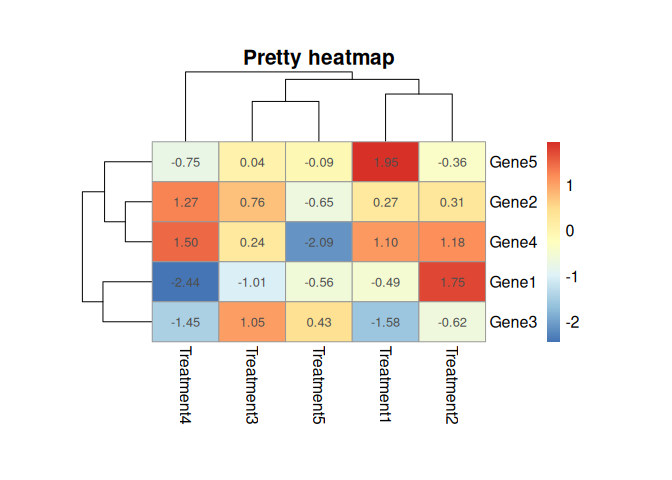 Pretty heatmap
-0.75 0.04 -0.09 1.95 -0.36 Gene5
1.27 0.76 -0.65 0.27 0.31 Gene2
1.50 0.24 -2.09 1.10 1.18 Gene4
-2.44 -1.01 -0.56 -0.49 1.75 Gene1
-1.45 1.05 0.43 -1.58 -0.62 Gene3
Treatment4
Treatment3
Treatment5
Treatment1
Treatment2
1
0
-1
-2